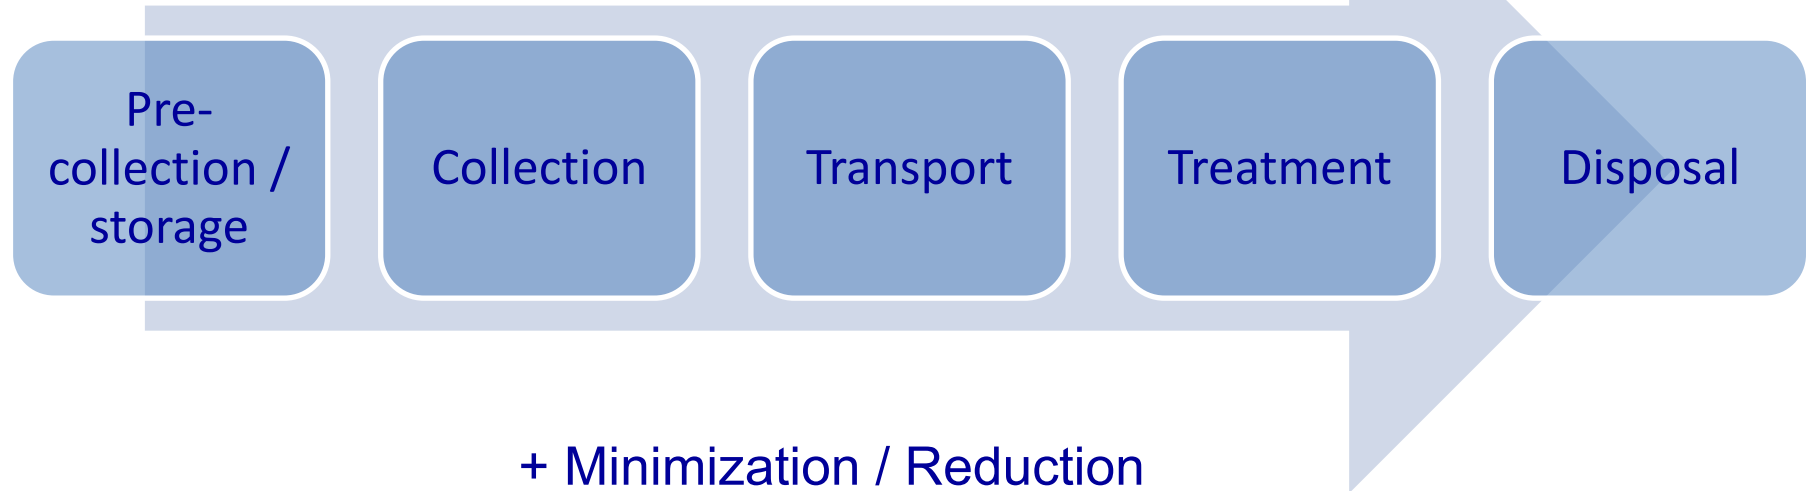 Pre-
collection /
storage
Collection
Transport
Treatment
Disposal
+ Minimization / Reduction